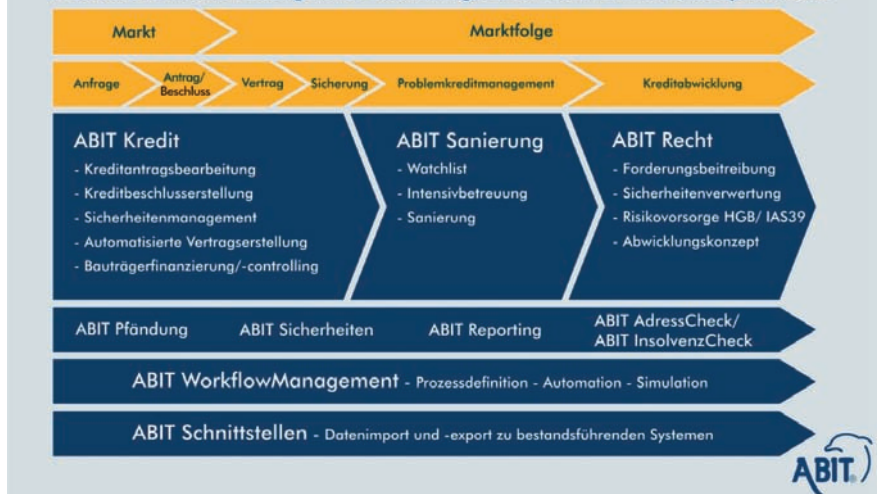 Markt
Marktfolge
Anfrage
Antrag/
Beschluss
Vertrag
Sicherung
Problemkreditmanagement
Kreditabwicklung
ABIT Kredit
- Kreditantragsbearbeitung
- Kreditbeschlusserstellung
- Sicherheitenmanagement
- Automatisierte Vertragserstellung
- Bauträgerfinanzierung/-controlling
ABIT Sanierung
- Watchlist
- Intensivbetreuung
- Sanierung
ABIT Recht
- Forderungsbeitreibung
- Sicherheitenverwertung
- Risikovorsorge HGB/ IAS39
- Abwicklungskonzept
ABIT Pfändung
ABIT Sicherheiten
ABIT Reporting
ABIT AdressCheck/
ABIT InsolvenzCheck
ABIT WorkflowManagement - Prozessdefinition - Automation - Simulation
ABIT Schnittstellen - Datenimport und -export zu bestandsführenden Systemen
ABIT®